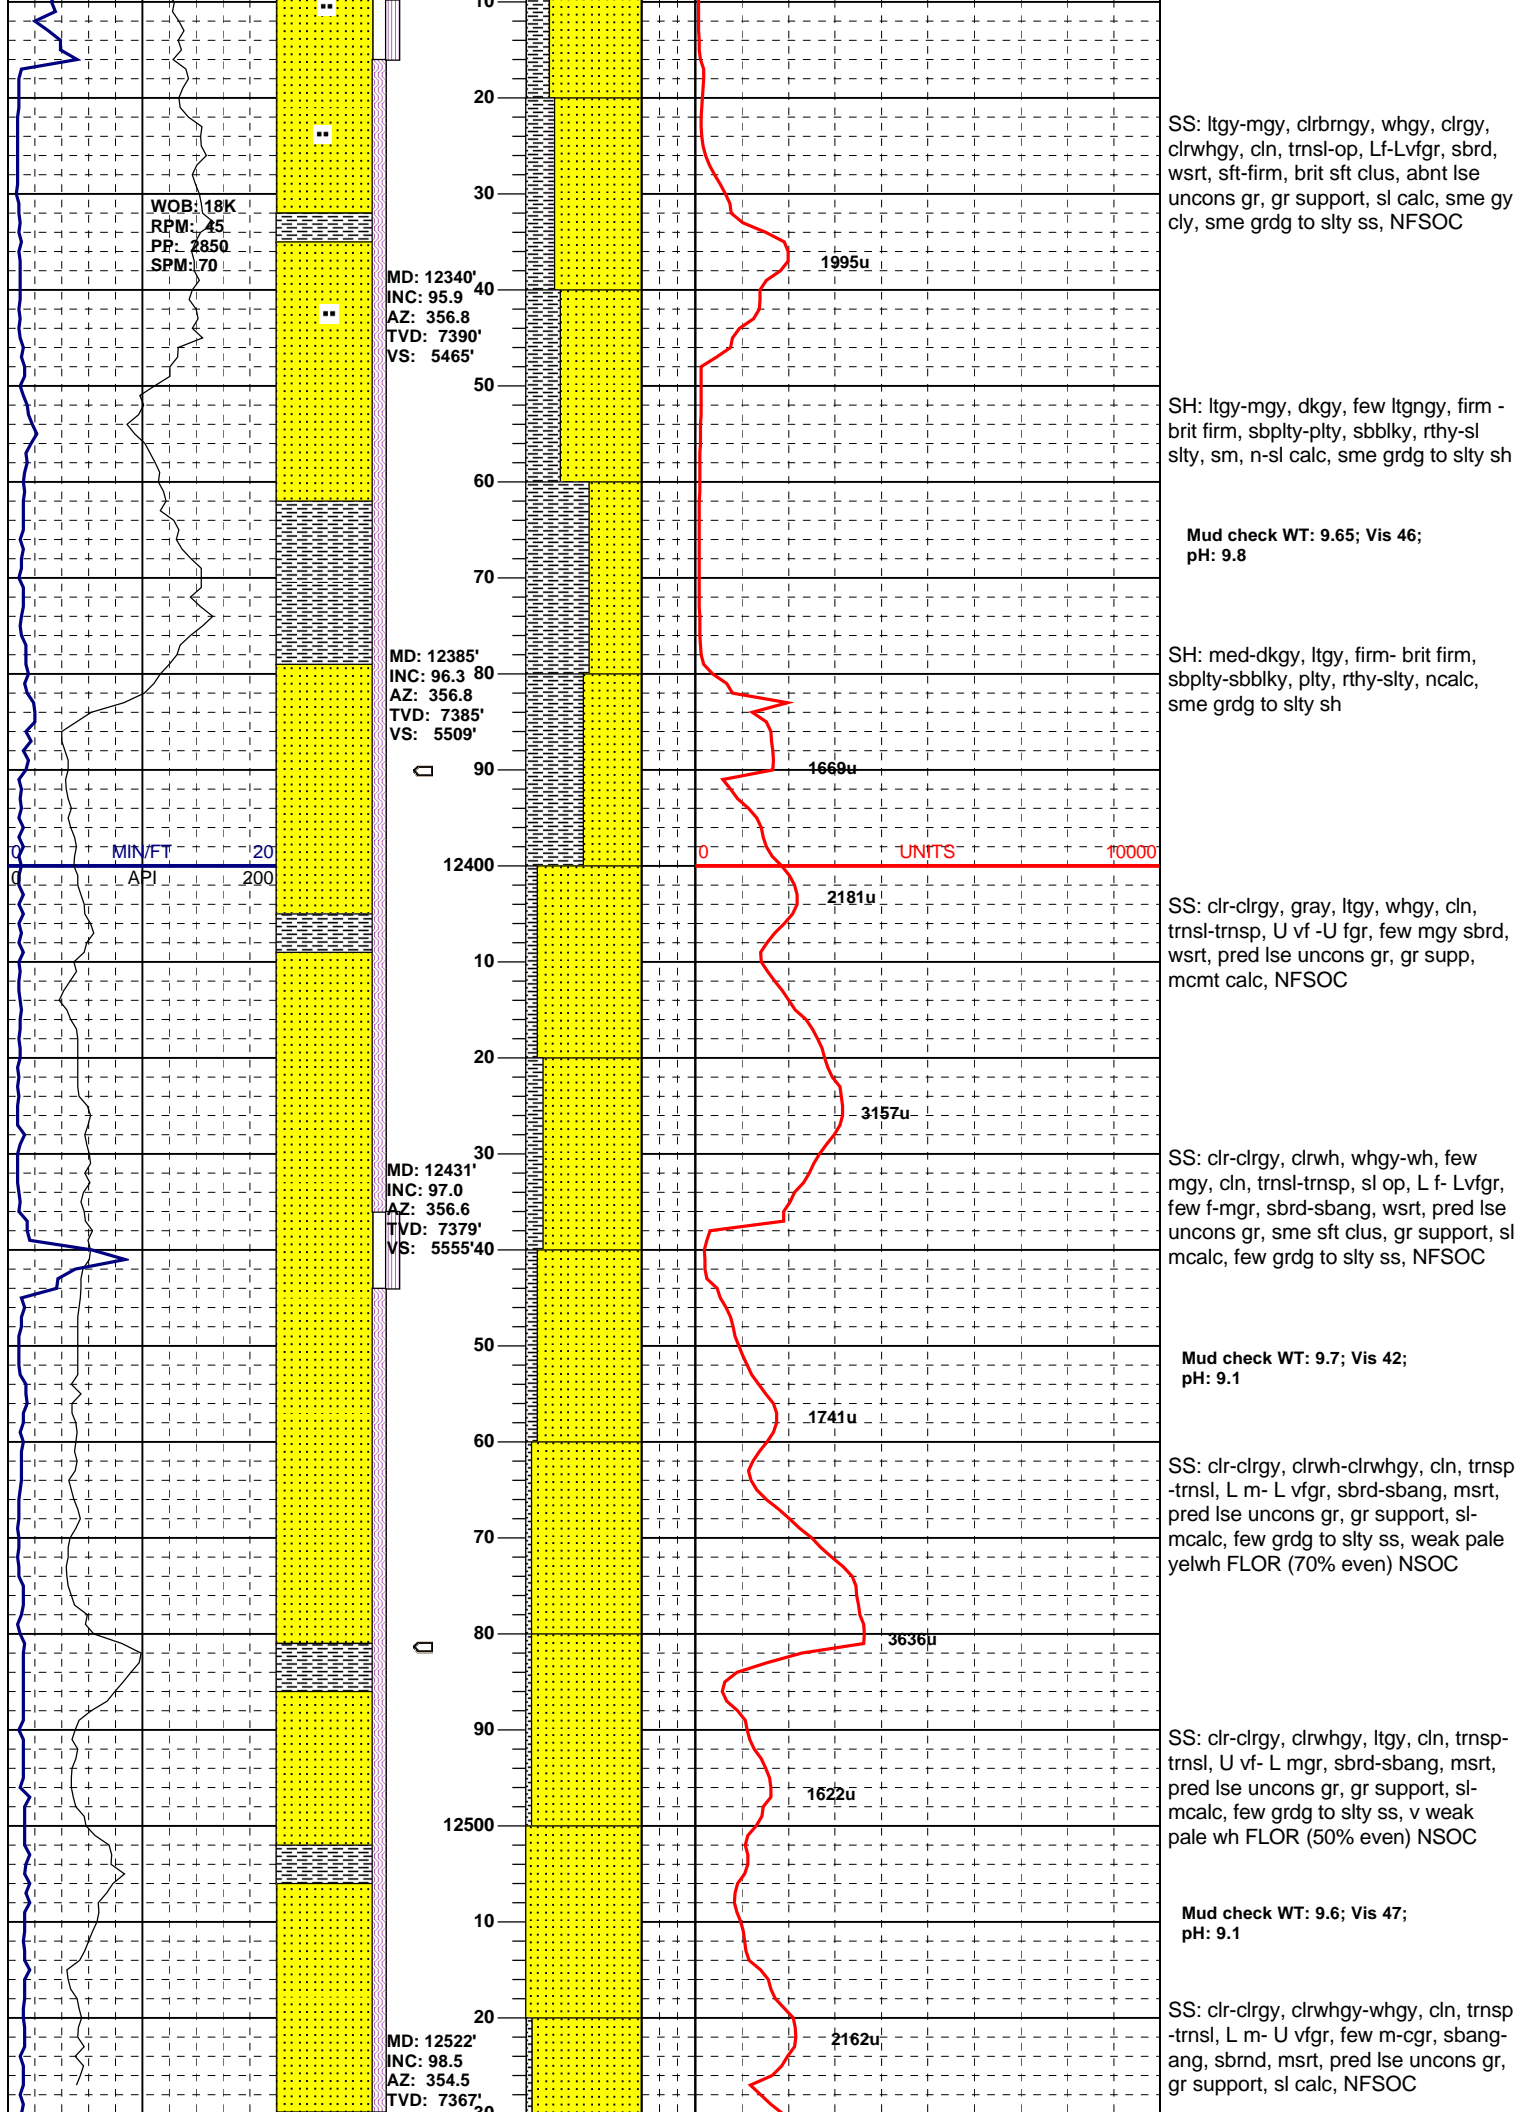 10
20
SS: ltgy-mgy, clrbrngy, whgy, clrgy,
clrwhgy, cln, trnsl-op, Lf-Lvfgr, sbrd,
wsrt, sft-firm, brit sft clus, abnt lse
uncons gr, gr support, sl calc, sme gy
cly, sme grdg to slty ss, NFSOC
30
WOB: 18K
RPM: 45
PP: 2850
SPM: 70
1995u
MD: 12340'
INC: 95.9
AZ: 356.8
TVD: 7390'
VS: 5465'
40
50
SH: ltgy-mgy, dkgy, few ltgngy, firm -
brit firm, sbplty-plty, sbblky, rthy-sl
slty, sm, n-sl calc, sme grdg to slty sh
60
Mud check WT: 9.65; Vis 46;
pH: 9.8
70
MD: 12385'
INC: 96.3
AZ: 356.8
TVD: 7385'
VS: 5509'
80
SH: med-dkgy, ltgy, firm- brit firm,
sbplty-sbblky, plty, rthy-slty, ncalc,
sme grdg to slty sh
90
1669u
0 MIN/FT 20
0 UNITS 10000
12400
0 API 200
2181u
SS: clr-clrgy, gray, ltgy, whgy, cln,
trnsl-trnsp, U vf -U fgr, few mgy sbrd,
wsrt, pred lse uncons gr, gr supp,
mcmt calc, NFSOC
10
20
3157u
30
MD: 12431'
INC: 97.0
AZ: 356.6
TVD: 7379'
VS: 5555'
40
SS: clr-clrgy, clrwh, whgy-wh, few
mgy, cln, trnsl-trnsp, sl op, L f- Lvfgr,
few f-mgr, sbrd-sbang, wsrt, pred lse
uncons gr, sme sft clus, gr support, sl
mcalc, few grdg to slty ss, NFSOC
50
Mud check WT: 9.7; Vis 42;
pH: 9.1
1741u
60
SS: clr-clrgy, clrwh-clrwhgy, cln, trnsp
-trnsl, L m- L vfgr, sbrd-sbang, msrt,
pred lse uncons gr, gr support, sl-
mcalc, few grdg to slty ss, weak pale
yelwh FLOR (70% even) NSOC
70
80
3636u
90
SS: clr-clrgy, clrwhgy, ltgy, cln, trnsp-
trnsl, U vf- L mgr, sbrd-sbang, msrt,
pred lse uncons gr, gr support, sl-
mcalc, few grdg to slty ss, v weak
pale wh FLOR (50% even) NSOC
1622u
12500
10
Mud check WT: 9.6; Vis 47;
pH: 9.1
20
2162u
MD: 12522'
INC: 98.5
AZ: 354.5
TVD: 7367'
30
SS: clr-clrgy, clrwhgy-whgy, cln, trnsp
-trnsl, L m- U vfgr, few m-cgr, sbang-
ang, sbrnd, msrt, pred lse uncons gr,
gr support, sl calc, NFSOC